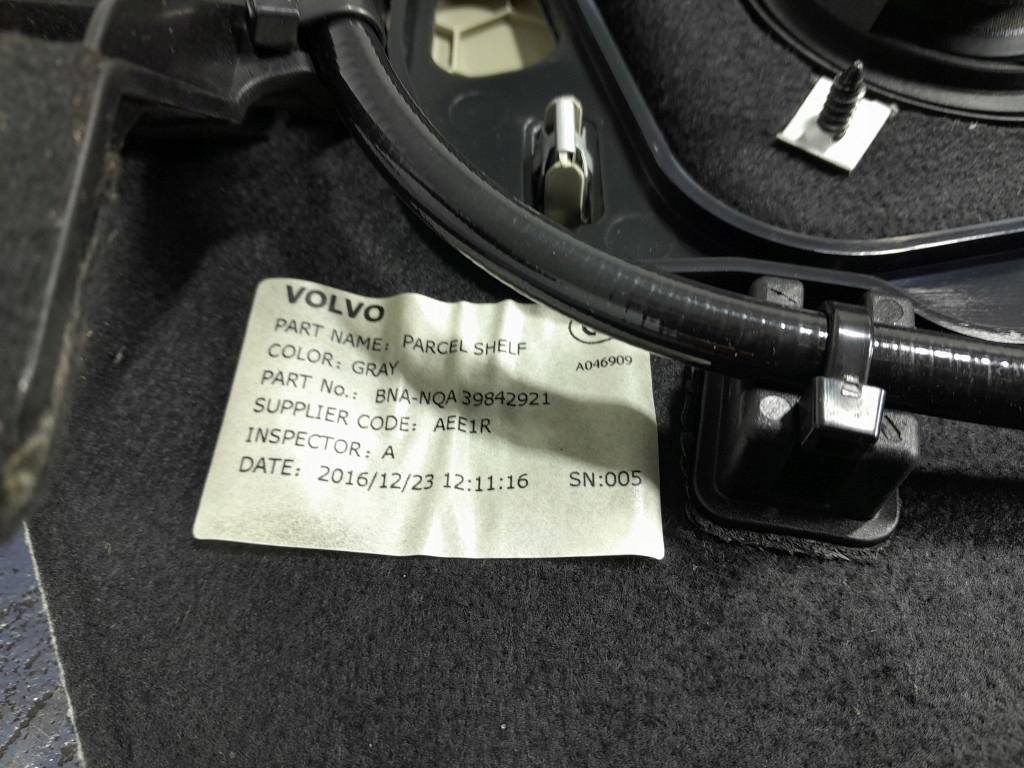 VOLVO
PART NAME: PARCEL SHELF
COLOR: GRAY
A046909
PART No.: BNA-NQA 39842921
SUPPLIER CODE: AEE1R
INSPECTOR: A
DATE: 2016/12/23 12:11:16 SN:005